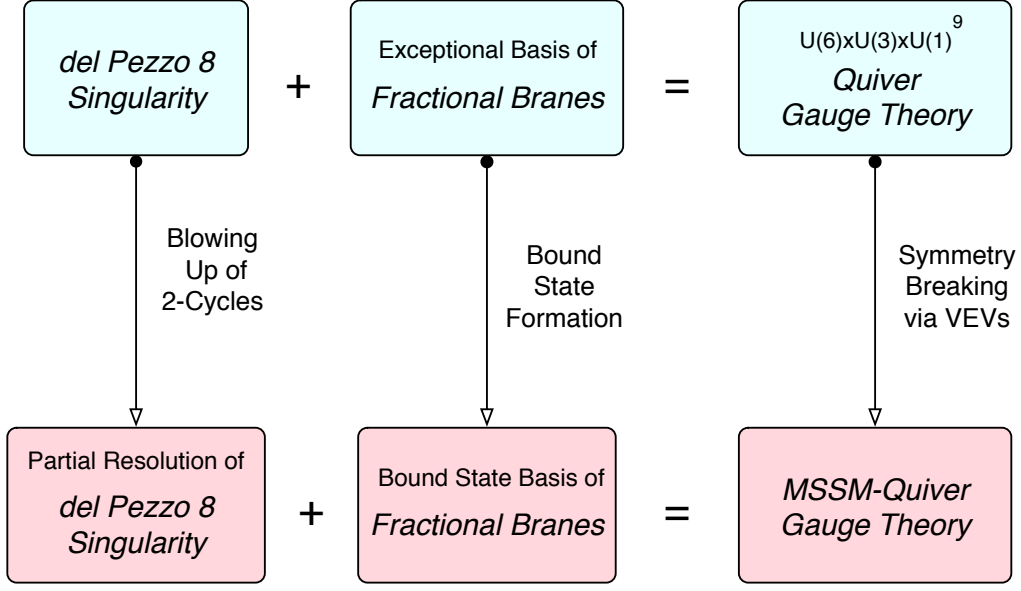 del Pezzo 8
Singularity
+
Exceptional Basis of
Fractional Branes
=
U(6)xU(3)xU(1)^9
Quiver
Gauge Theory
Blowing
Up of
2-Cycles
Bound
State
Formation
Symmetry
Breaking
via VEVs
Partial Resolution of
del Pezzo 8
Singularity
+
Bound State Basis of
Fractional Branes
=
MSSM-Quiver
Gauge Theory